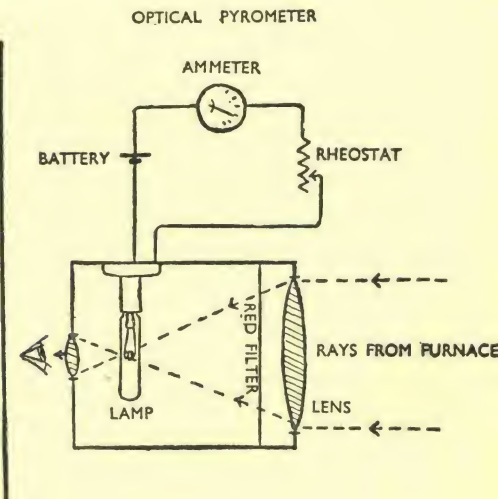 OPTICAL PYROMETER
AMMETER
BATTERY
RHEOSTAT
RED FILTER
RAYS FROM FURNACE
LENS
LAMP